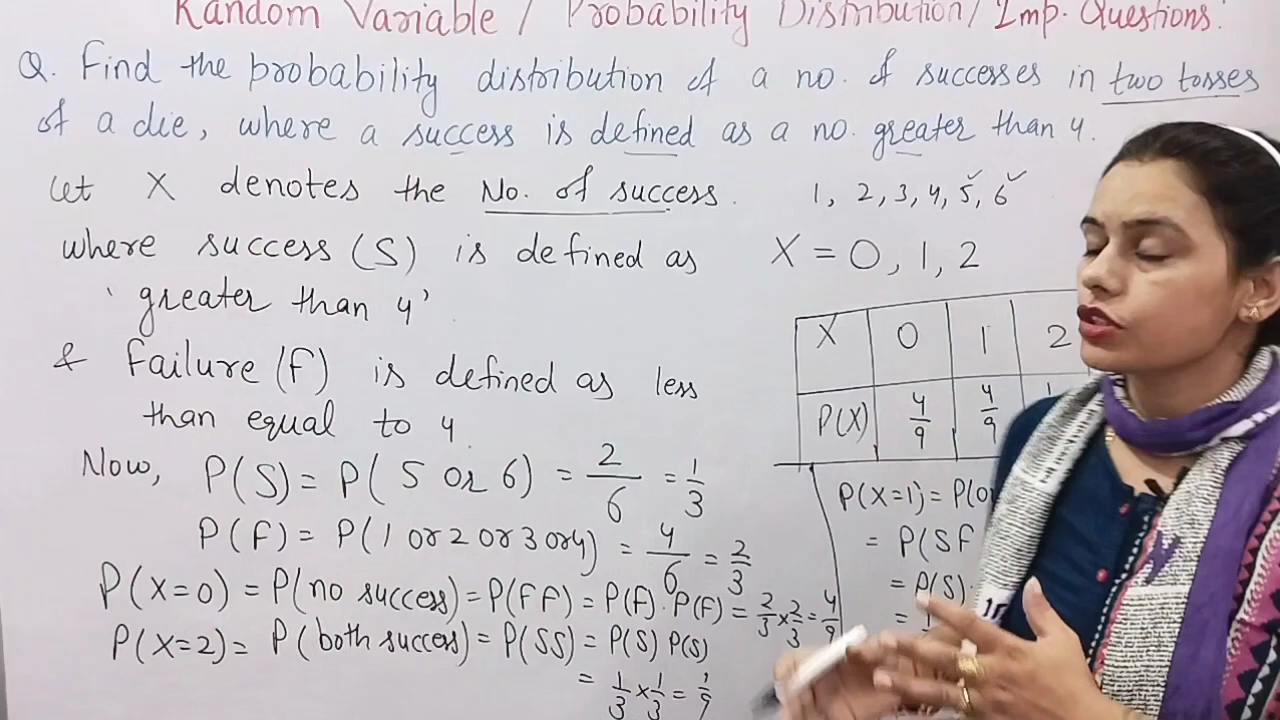 Random Variable / Probability Distribution / Imp. Questions.
Q. Find the probability distribution of a no. of successes in two tosses
of a die, where a success is defined as a no. greater than 4.
Let X denotes the No. of success.
where success (S) is defined as
'greater than 4'
& Failure (F) is defined as less
than equal to 4.
Now, P(S) = P( 5 or 6) = 2/6 = 1/3
P(F) = P(1 or 2 or 3 or 4) = 4/6 = 2/3
P(X=0) = P(no success) = P(FF) = P(F). P(F) = 2/3 × 2/3 = 4/9
P(X=2) = P(both success) = P(SS) = P(S) P(S)
= 1/3 × 1/3 = 1/9
1, 2, 3, 4, 5, 6
X = 0, 1, 2
X 0 1 2
P(X) 4/9 4/9
P(X=1) = P(
= P(SF
= P(S).
=